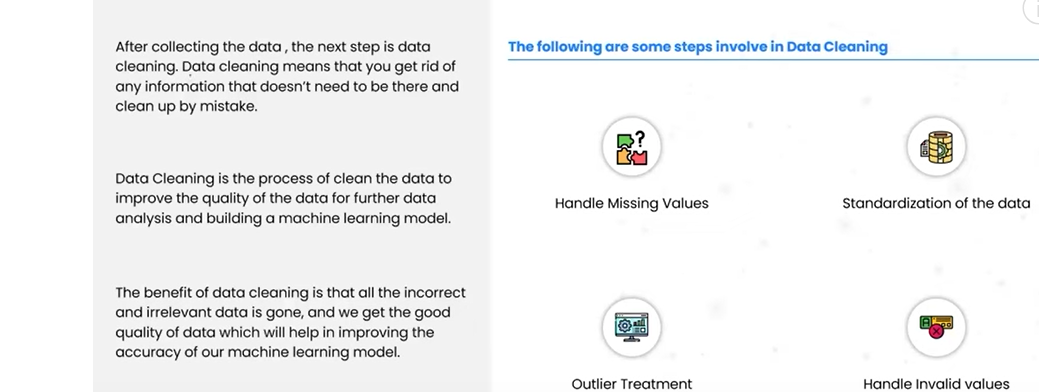 After collecting the data , the next step is data
cleaning. Data cleaning means that you get rid of
any information that doesn't need to be there and
clean up by mistake.
Data Cleaning is the process of clean the data to
improve the quality of the data for further data
analysis and building a machine learning model.
The benefit of data cleaning is that all the incorrect
and irrelevant data is gone, and we get the good
quality of data which will help in improving the
accuracy of our machine learning model.
The following are some steps involve in Data Cleaning
Handle Missing Values
Standardization of the data
Outlier Treatment
Handle Invalid values